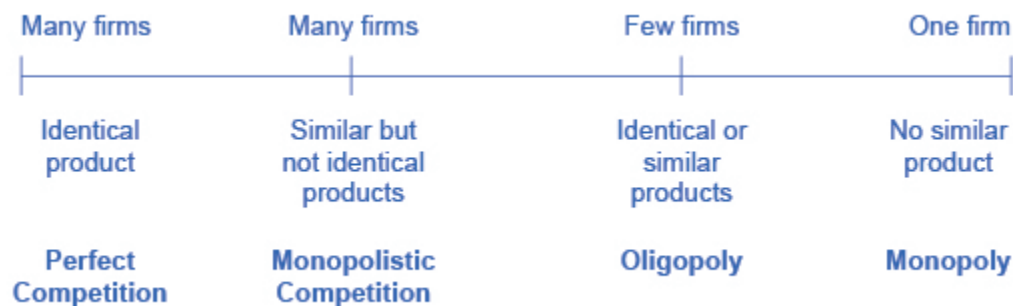 Many firms
Many firms
Few firms
One firm
Identical
product
Similar but
not identical
products
Identical or
similar
products
No similar
product
Perfect
Competition
Monopolistic
Competition
Oligopoly
Monopoly